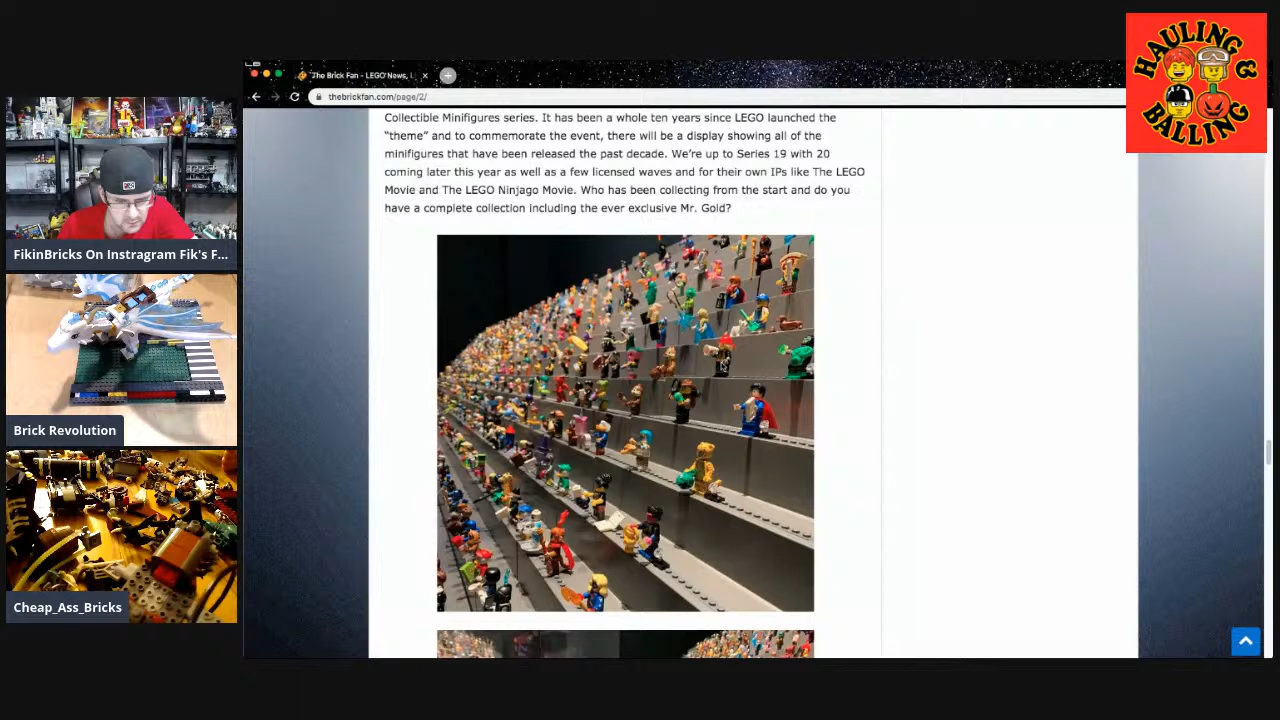 The Brick Fan - LEGO News, L
thebrickfan.com/page/2/
HAULING &
BALLING
Collectible Minifigures series. It has been a whole ten years since LEGO launched the
“theme” and to commemorate the event, there will be a display showing all of the
minifigures that have been released the past decade. We’re up to Series 19 with 20
coming later this year as well as a few licensed waves and for their own IPs like The LEGO
Movie and The LEGO Ninjago Movie. Who has been collecting from the start and do you
have a complete collection including the ever exclusive Mr. Gold?
FikinBricks On Instragram Fik's F...
Brick Revolution
Cheap_Ass_Bricks